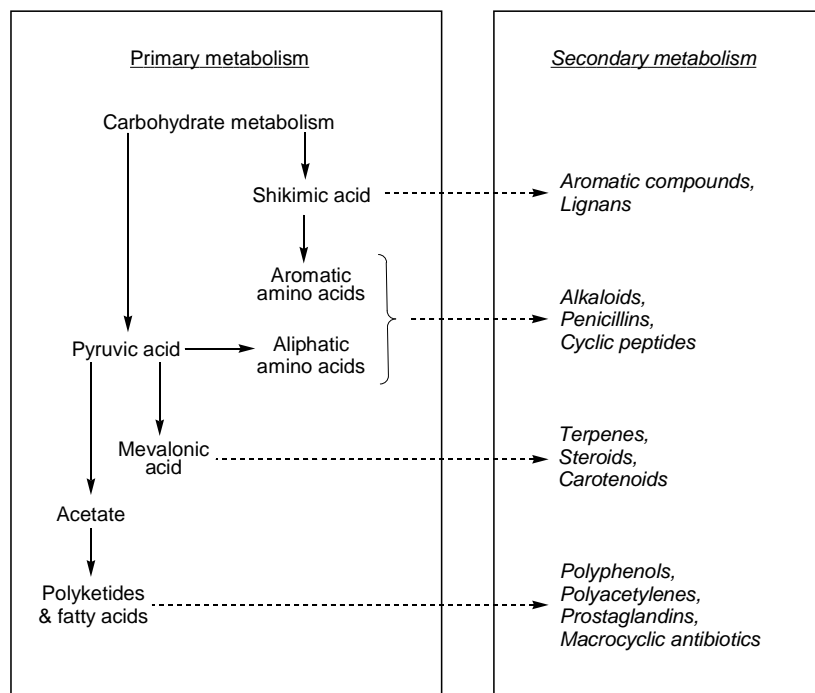 Primary metabolism
Secondary metabolism
Carbohydrate metabolism
Shikimic acid
Aromatic compounds,
Lignans
Aromatic
amino acids
Alkaloids,
Penicillins,
Cyclic peptides
Pyruvic acid
Aliphatic
amino acids
Mevalonic
acid
Terpenes,
Steroids,
Carotenoids
Acetate
Polyketides
& fatty acids
Polyphenols,
Polyacetylenes,
Prostaglandins,
Macrocyclic antibiotics